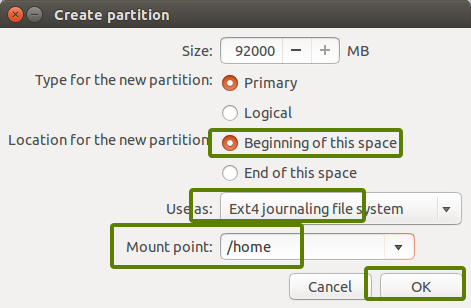 Create partition
Size: 92000 — + MB
Type for the new partition: Primary
Logical
Location for the new partition: Beginning of this space
End of this space
Use as: Ext4 journaling file system
Mount point: /home
Cancel OK